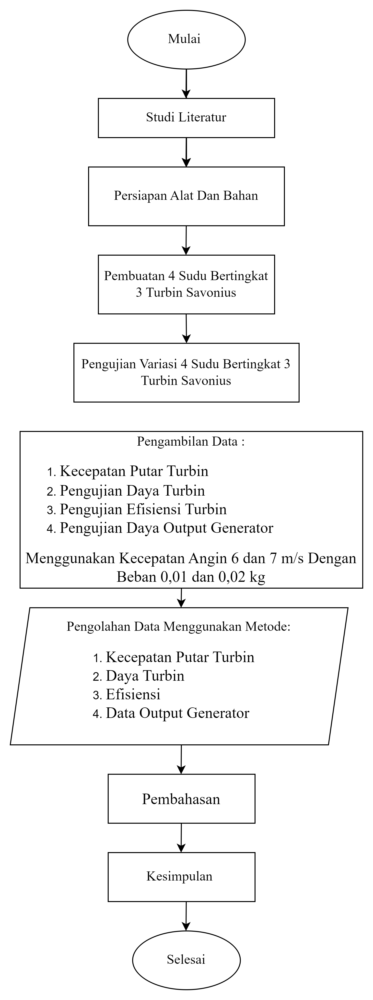 Mulai
Studi Literatur
Persiapan Alat Dan Bahan
Pembuatan 4 Sudu Bertingkat
3 Turbin Savonius
Pengujian Variasi 4 Sudu Bertingkat 3
Turbin Savonius
Pengambilan Data :
1. Kecepatan Putar Turbin
2. Pengujian Daya Turbin
3. Pengujian Efisiensi Turbin
4. Pengujian Daya Output Generator
Menggunakan Kecepatan Angin 6 dan 7 m/s Dengan
Beban 0,01 dan 0,02 kg
Pengolahan Data Menggunakan Metode:
1. Kecepatan Putar Turbin
2. Daya Turbin
3. Efisiensi
4. Data Output Generator
Pembahasan
Kesimpulan
Selesai